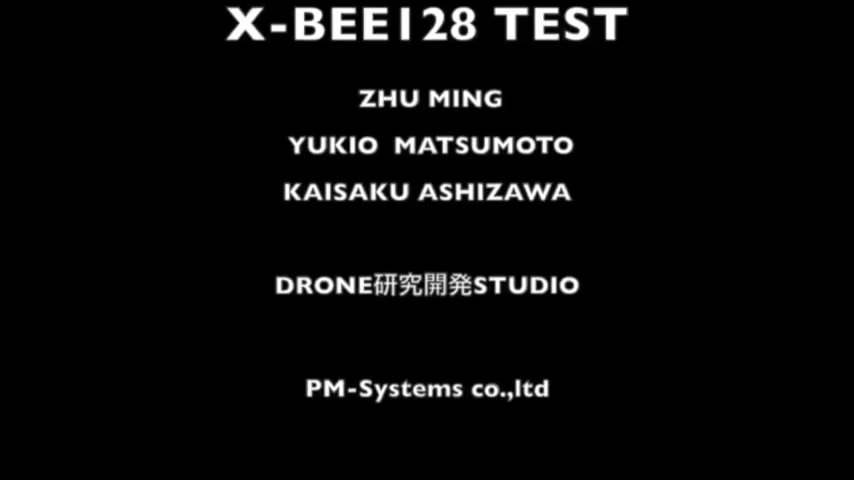 X-BEE128 TEST
ZHU MING
YUKIO MATSUMOTO
KAISAKU ASHIZAWA
DRONE研究開発STUDIO
PM-Systems co.,ltd